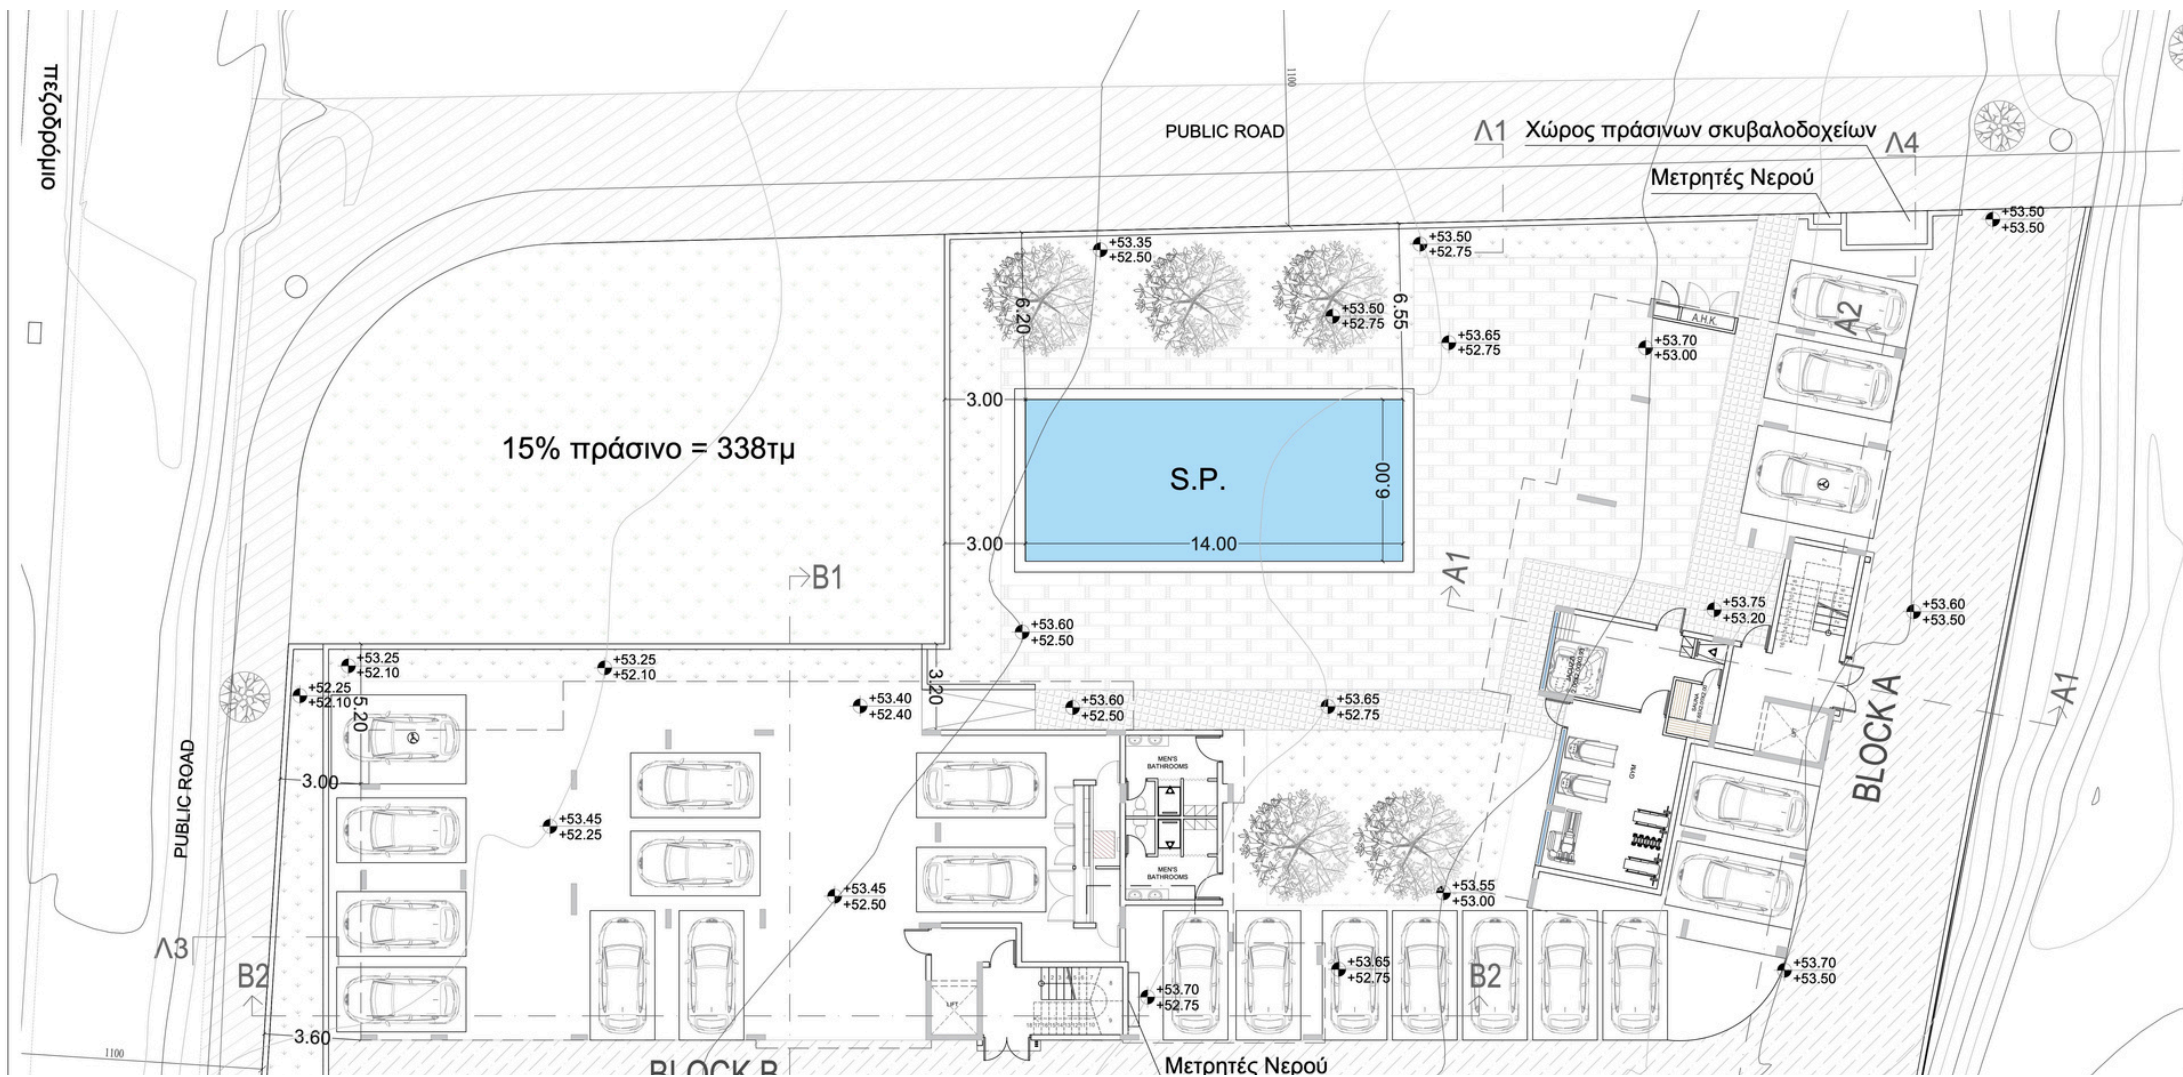 πεζοδρόμιο
1100
PUBLIC ROAD
Λ1
Χώρος πράσινων σκυβαλοδοχείων
Λ4
Μετρητές Νερού
+53.50
+53.50
+53.35
+52.50
+53.50
+52.75
6.20
+53.50
+52.75
6.55
+53.65
+52.75
+53.70
+53.00
A.H.K.
A2
3.00
15% πράσινο = 338τμ
S.P.
6.00
3.00
14.00
B1
A1
+53.60
+52.50
+53.75
+53.20
+53.60
+53.50
+53.25
+52.10
+53.25
+52.10
+52.25
+52.10
5.20
3.20
+53.40
+52.40
+53.60
+52.50
+53.65
+52.75
JACUZZI
SAUNA
A1
BLOCK A
PUBLIC ROAD
3.00
MEN'S
BATHROOMS
GYM
+53.45
+52.25
MEN'S
BATHROOMS
+53.45
+52.50
+53.55
+53.00
Λ3
B2
+53.65
+52.75
B2
+53.70
+53.50
+53.70
+52.75
LIFT
3.60
1100
BLOCK B
Μετρητές Νερού